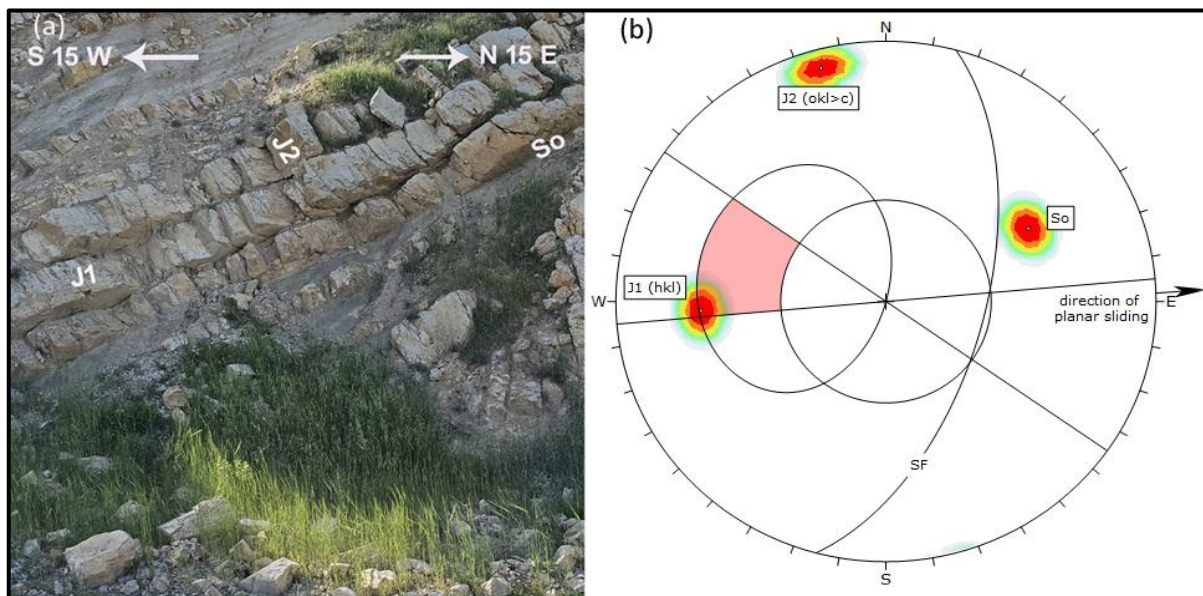 (a)
S 15 W
N 15 E
J2
So
J1
(b)
N
J2 (okl>c)
So
J1 (hkl)
W
E
direction of
planar sliding
SF
S